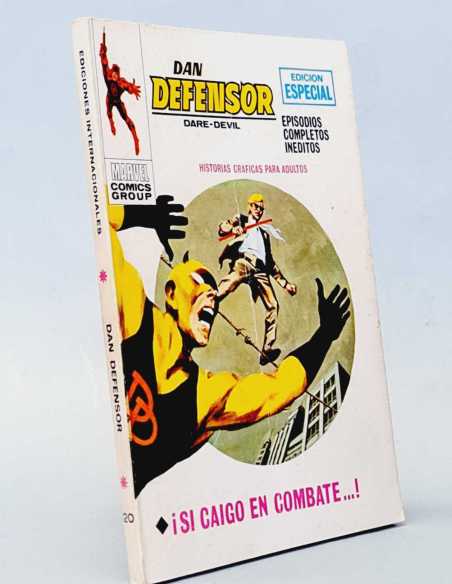 EDICIONES INTERNACIONALES
DAN DEFENSOR
20
DAN
DEFENSOR
DARE-DEVIL
EDICION
ESPECIAL
EPISODIOS
COMPLETOS
INEDITOS
MARVEL
COMICS
GROUP
HISTORIAS GRAFICAS PARA ADULTOS
¡SI CAIGO EN COMBATE...!